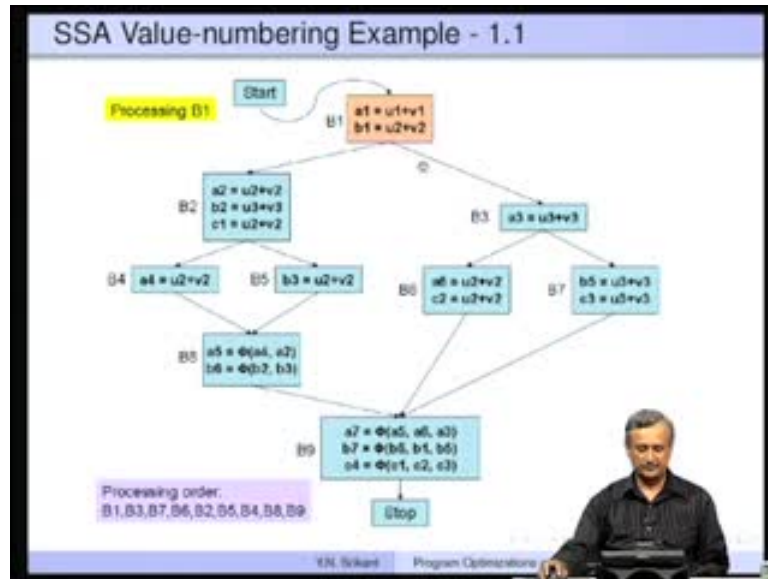 SSA Value-numbering Example - 1.1
Start
Processing B1
B1
a1 = u1+v1
b1 = u2+v2
e
B2
a2 = u2+v2
b2 = u3+v3
c1 = u2+v2
B3
a3 = u3+v3
B4
a4 = u2+v2
B5
b3 = u2+v2
B6
a6 = u2+v2
c2 = u2+v2
B7
b5 = u3+v3
c3 = u3+v3
B8
a5 = Φ(a4, a2)
b6 = Φ(b2, b3)
B9
a7 = Φ(a5, a6, a3)
b7 = Φ(b6, b1, b5)
c4 = Φ(c1, c2, c3)
Processing order:
B1,B3,B7,B6,B2,B5,B4,B8,B9
Stop
Y.N. Srikant
Program Optimizations